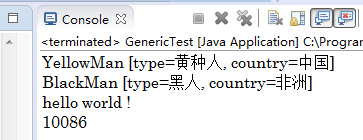 Console
<terminated> GenericTest [Java Application] C:\Program
YellowMan [type=黄种人, country=中国]
BlackMan [type=黑人, country=非洲]
hello world !
10086